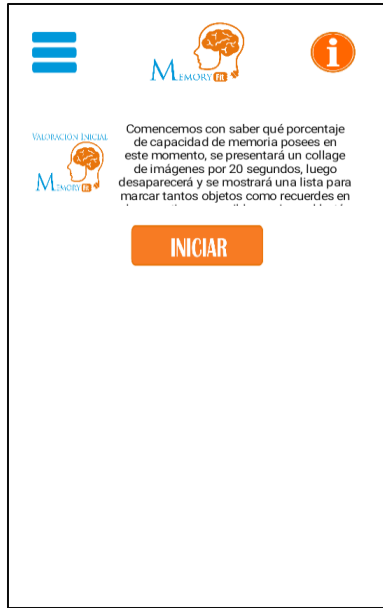 MEMORY Fit
i
VALORACIÓN INICIAL
MEMORY Fit
Comencemos con saber qué porcentaje
de capacidad de memoria posees en
este momento, se presentará un collage
de imágenes por 20 segundos, luego
desaparecerá y se mostrará una lista para
marcar tantos objetos como recuerdes en
INICIAR